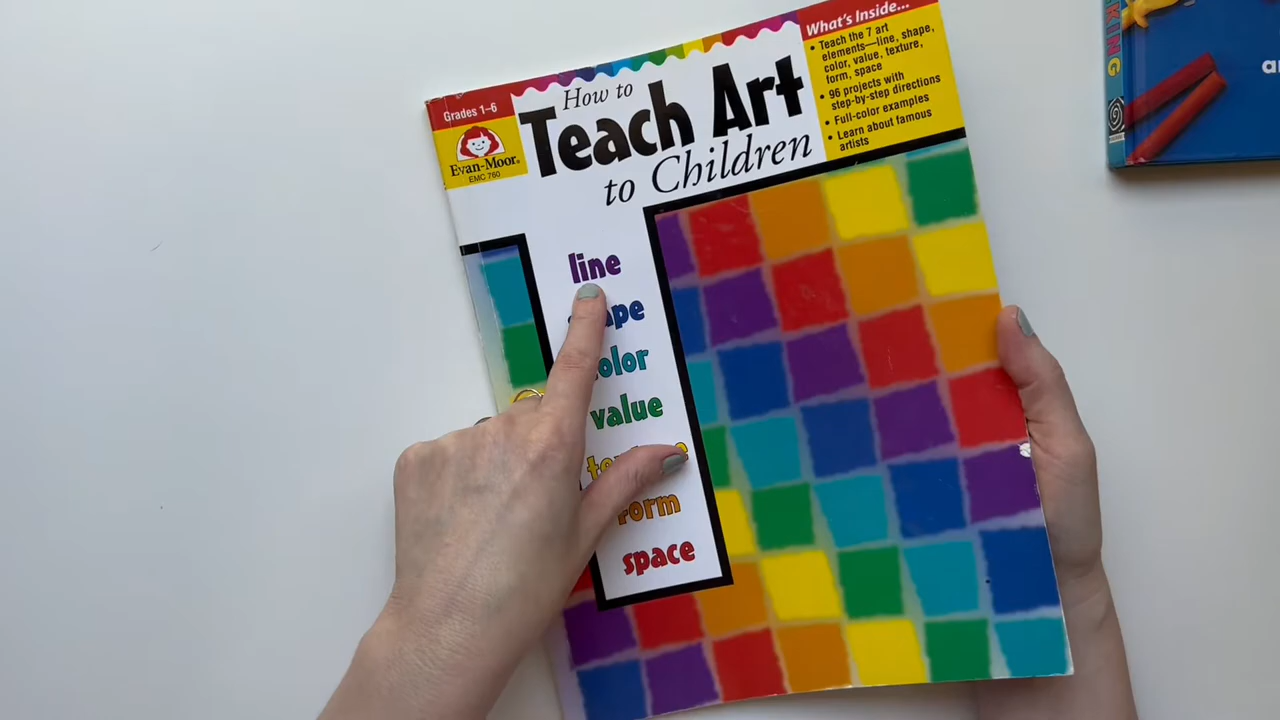 Grades 1–6
Evan-Moor®
EMC 760
How to
Teach Art
to Children
What's Inside...
• Teach the 7 art
elements—line, shape,
color, value, texture,
form, space
• 96 projects with
step-by-step directions
• Full-color examples
• Learn about famous
artists
line
value
form
space
KING